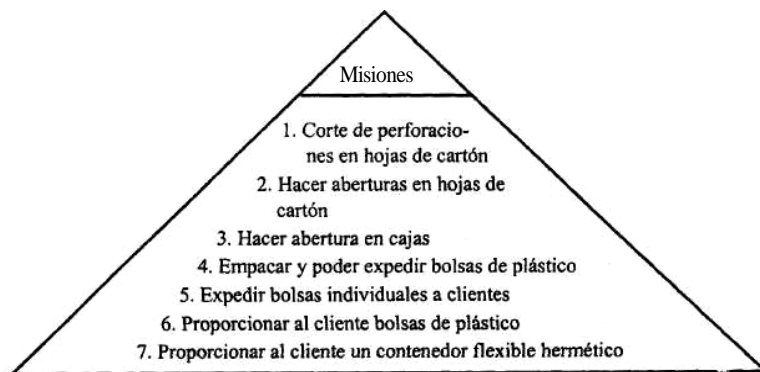 Misiones
1. Corte de perforacio-
nes en hojas de cartón
2. Hacer aberturas en hojas de
cartón
3. Hacer abertura en cajas
4. Empacar y poder expedir bolsas de plástico
5. Expedir bolsas individuales a clientes
6. Proporcionar al cliente bolsas de plástico
7. Proporcionar al cliente un contenedor flexible hermético